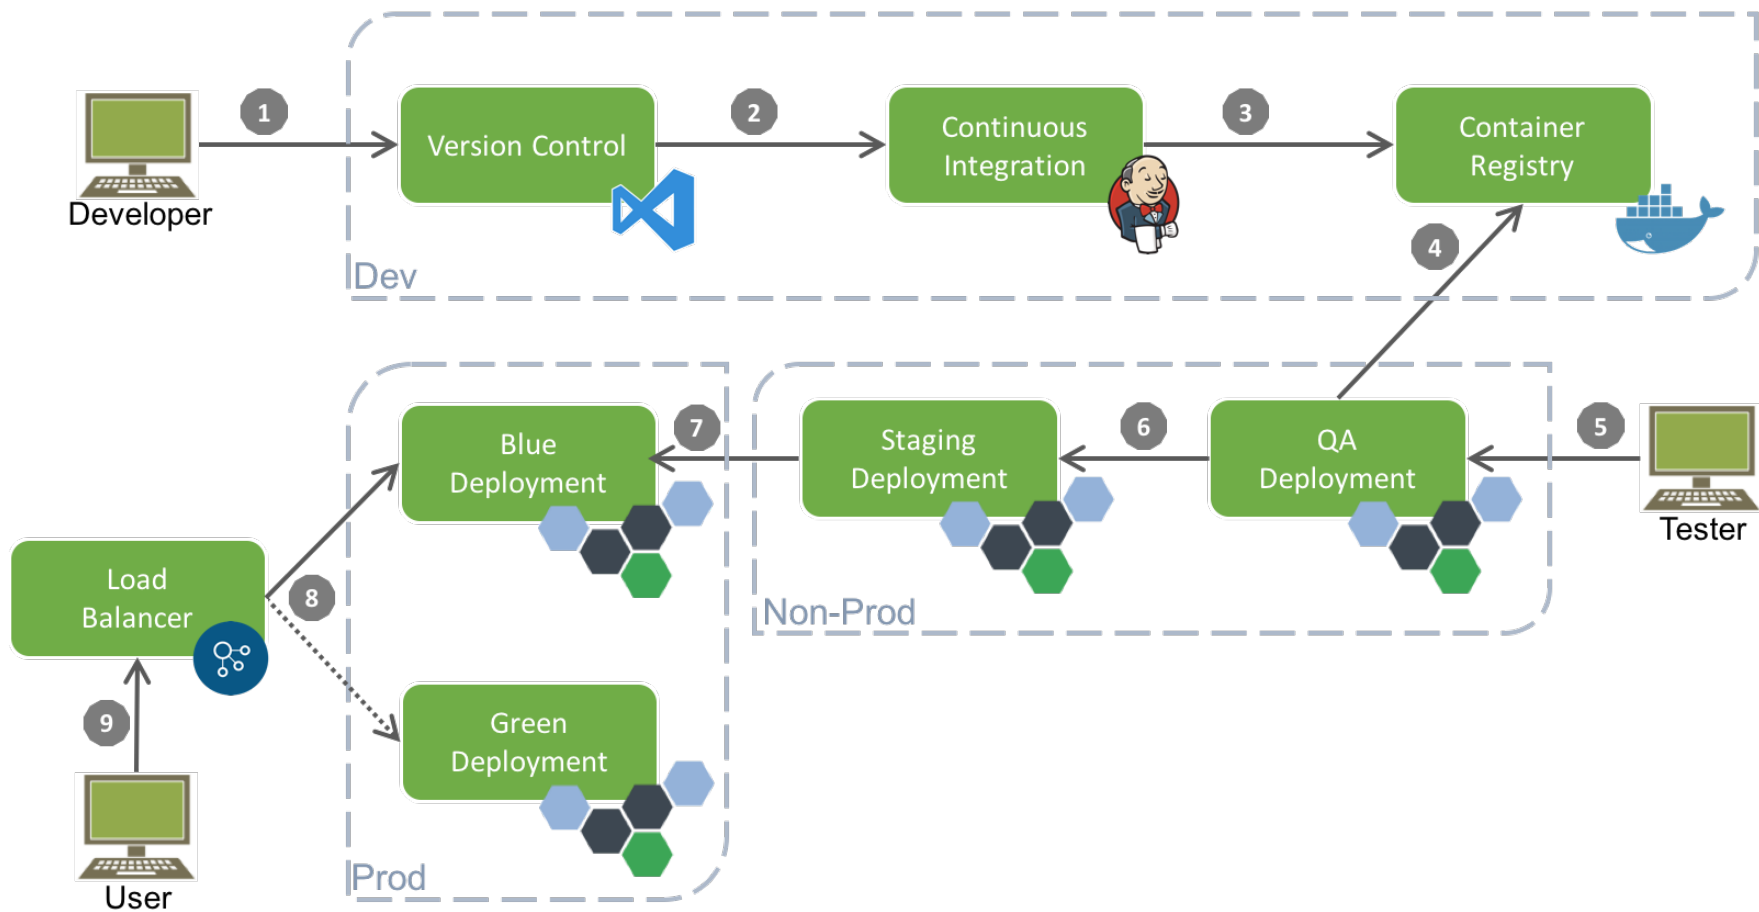 1
2
3
Version Control
Continuous
Integration
Container
Registry
Developer
4
Dev
5
6
7
Blue
Deployment
Staging
Deployment
QA
Deployment
Tester
Load
Balancer
8
Non-Prod
9
Green
Deployment
Prod
User